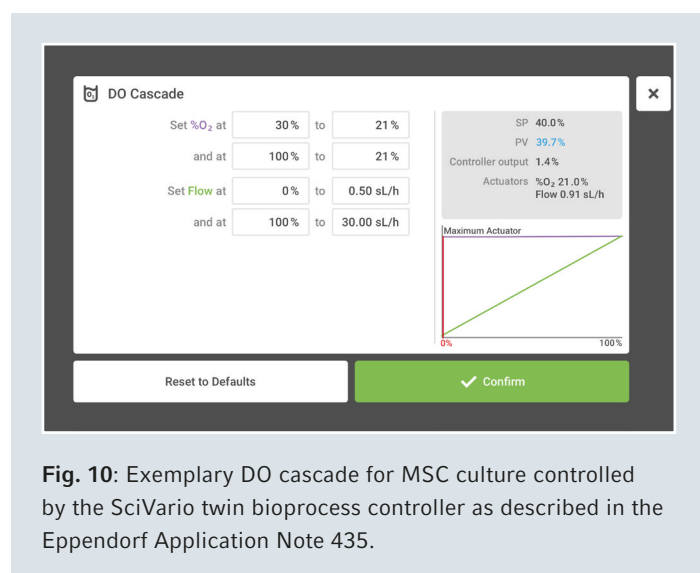 O₂ DO Cascade
Set %O₂ at 30% to 21%
and at 100% to 21%
Set Flow at 0% to 0.50 sL/h
and at 100% to 30.00 sL/h
SP 40.0%
PV 39.7%
Controller output 1.4%
Actuators %O₂ 21.0%
Flow 0.91 sL/h
Maximum Actuator
0% 100%
Reset to Defaults
Confirm
Fig. 10: Exemplary DO cascade for MSC culture controlled
by the SciVario twin bioprocess controller as described in the
Eppendorf Application Note 435.